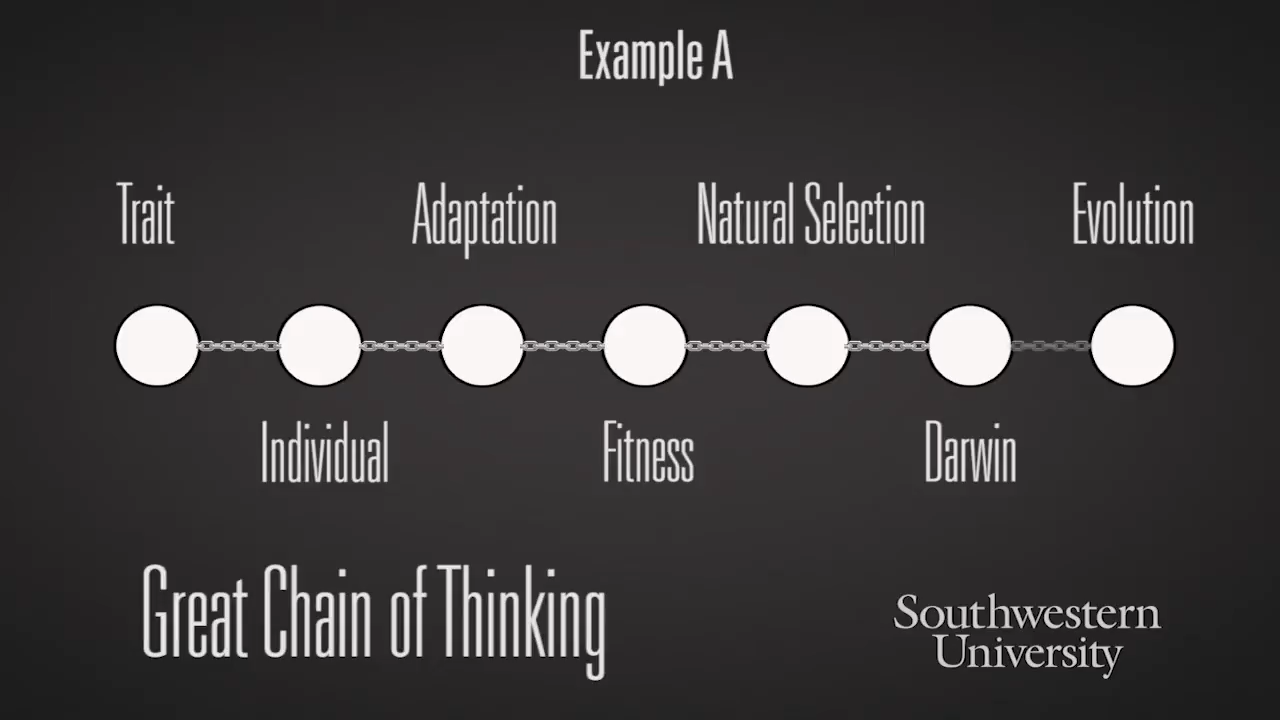 Example A
Trait
Adaptation
Natural Selection
Evolution
Individual
Fitness
Darwin
Great Chain of Thinking
Southwestern
University